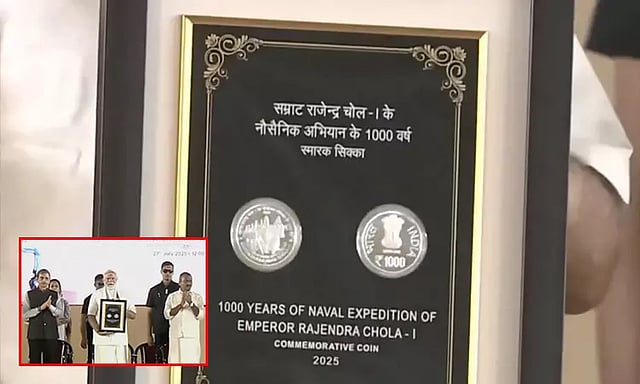 सम्राट राजेन्द्र चोल - I के
नौसैनिक अभियान के 1000 वर्ष
स्मारक सिक्का
भारत
INDIA
₹1000
1000 YEARS OF NAVAL EXPEDITION OF
EMPEROR RAJENDRA CHOLA - I
COMMEMORATIVE COIN
2025